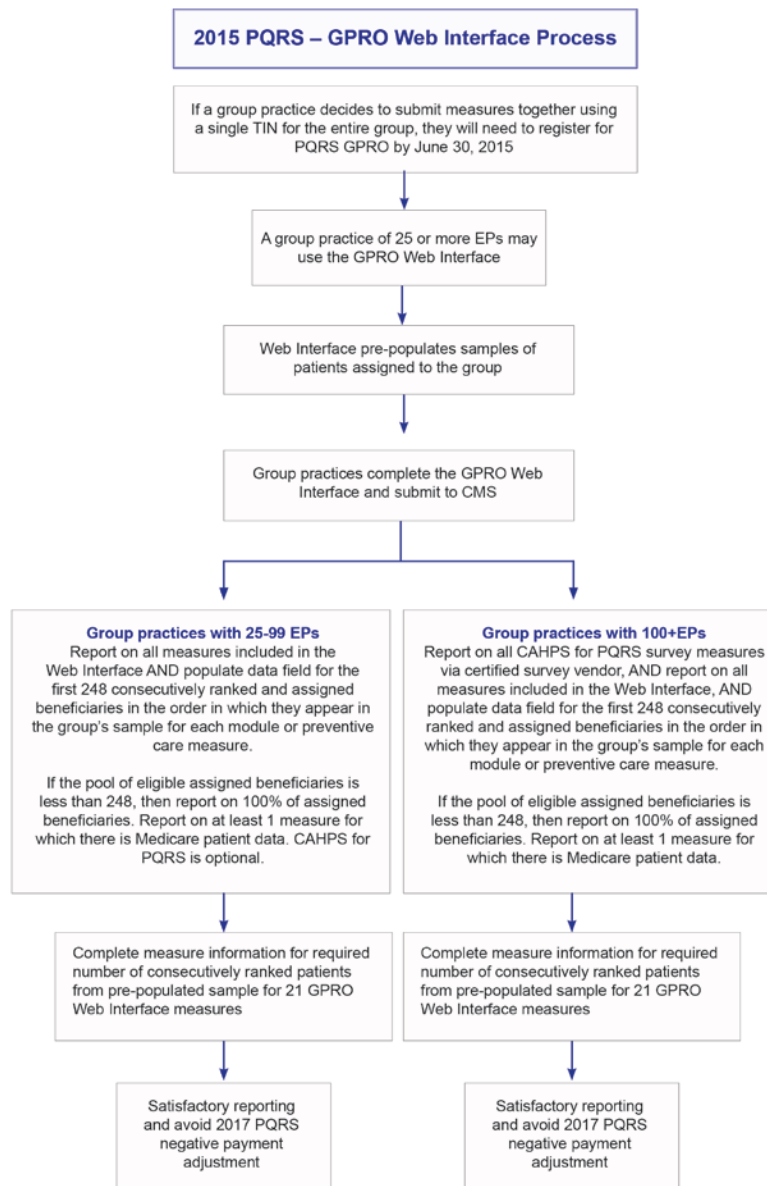 2015 PQRS – GPRO Web Interface Process
If a group practice decides to submit measures together using
a single TIN for the entire group, they will need to register for
PQRS GPRO by June 30, 2015
A group practice of 25 or more EPs may
use the GPRO Web Interface
Web Interface pre-populates samples of
patients assigned to the group
Group practices complete the GPRO Web
Interface and submit to CMS
Group practices with 25-99 EPs
Report on all measures included in the
Web Interface AND populate data field for the
first 248 consecutively ranked and assigned
beneficiaries in the order in which they appear
in the group's sample for each module or preventive
care measure.
If the pool of eligible assigned beneficiaries is
less than 248, then report on 100% of assigned
beneficiaries. Report on at least 1 measure for
which there is Medicare patient data. CAHPS for
PQRS is optional.
Group practices with 100+EPs
Report on all CAHPS for PQRS survey measures
via certified survey vendor, AND report on all
measures included in the Web Interface, AND
populate data field for the first 248 consecutively
ranked and assigned beneficiaries in the order in
which they appear in the group's sample for each
module or preventive care measure.
If the pool of eligible assigned beneficiaries is
less than 248, then report on 100% of assigned
beneficiaries. Report on at least 1 measure for
which there is Medicare patient data.
Complete measure information for required
number of consecutively ranked patients
from pre-populated sample for 21 GPRO
Web Interface measures
Complete measure information for required
number of consecutively ranked patients
from pre-populated sample for 21 GPRO
Web Interface measures
Satisfactory reporting
and avoid 2017 PQRS
negative payment
adjustment
Satisfactory reporting
and avoid 2017 PQRS
negative payment
adjustment